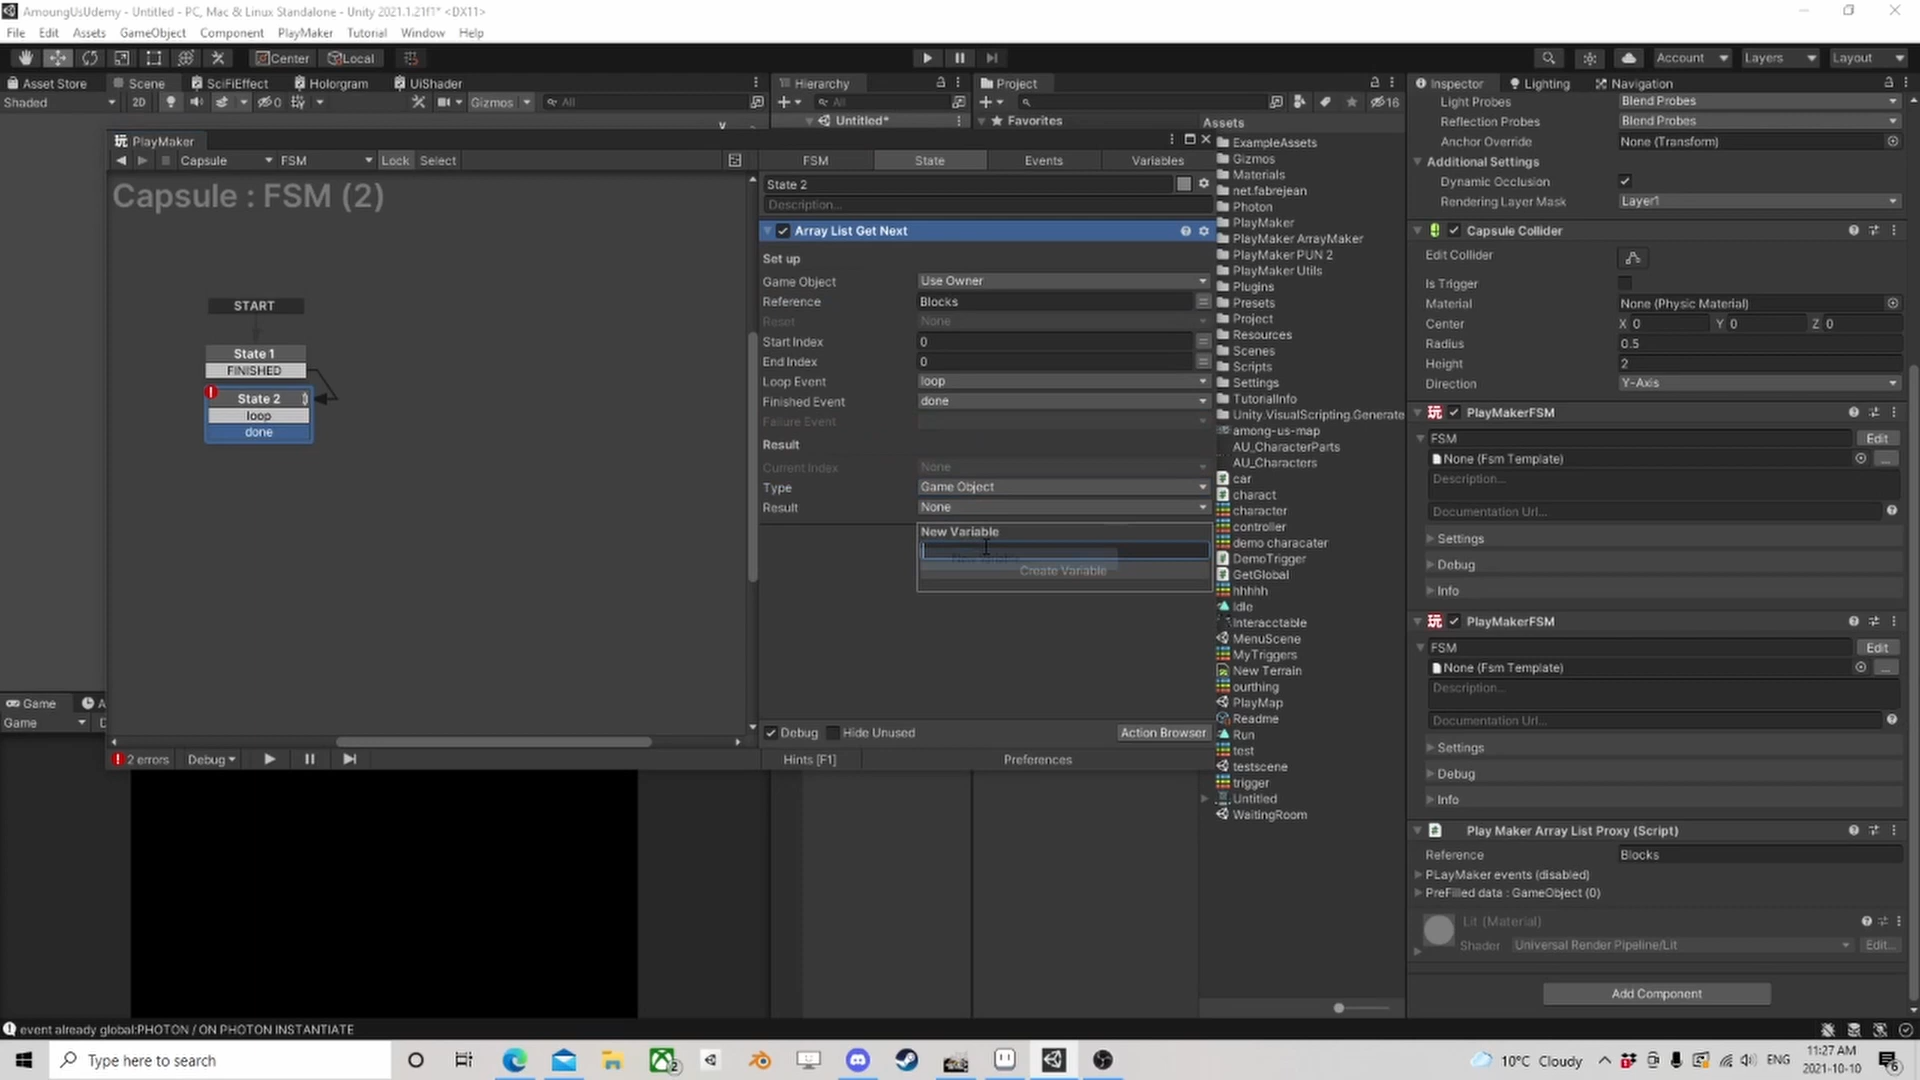 AmoungUsUdemy - Untitled - PC, Mac & Linux Standalone - Unity 2021.1.21f1* <DX11>
File Edit Assets GameObject Component PlayMaker Tutorial Window Help
Center Local Account Layers Layout
Asset Store Scene SciFiEffect Hologram UiShader Hierarchy Project Inspector Lighting Navigation
Shaded 2D Gizmos All All 16
Untitled* Favorites Assets
PlayMaker
Capsule FSM Lock Select FSM State Events Variables
Capsule : FSM (2)
START
State 1
FINISHED
State 2
loop
done
State 2
Description...
Array List Get Next
Set up
Game Object Use Owner
Reference Blocks
Reset None
Start Index 0
End Index 0
Loop Event loop
Finished Event done
Failure Event
Result
Current Index None
Type Game Object
Result None
New Variable
Create Variable
Debug Hide Unused Action Browser
2 errors Debug Hints [F1] Preferences
Game
Game
ExampleAssets
Gizmos
Materials
net.fabrejean
Photon
PlayMaker
PlayMaker ArrayMaker
PlayMaker PUN 2
PlayMaker Utils
Plugins
Presets
Project
Resources
Scenes
Scripts
Settings
TutorialInfo
Unity.VisualScripting.Generate
among-us-map
AU_CharacterParts
AU_Characters
car
charact
character
controller
demo characater
DemoTrigger
GetGlobal
hhhhh
Idle
Interacctable
MenuScene
MyTriggers
New Terrain
ourthing
PlayMap
Readme
Run
test
testscene
trigger
Untitled
WaitingRoom
Light Probes Blend Probes
Reflection Probes Blend Probes
Anchor Override None (Transform)
Additional Settings
Dynamic Occlusion
Rendering Layer Mask Layer1
Capsule Collider
Edit Collider
Is Trigger
Material None (Physic Material)
Center X 0 Y 0 Z 0
Radius 0.5
Height 2
Direction Y-Axis
PlayMakerFSM
FSM Edit
None (Fsm Template) ...
Description...
Documentation Url...
Settings
Debug
Info
PlayMakerFSM
FSM Edit
None (Fsm Template) ...
Description...
Documentation Url...
Settings
Debug
Info
Play Maker Array List Proxy (Script)
Reference Blocks
PLayMaker events (disabled)
PreFilled data : GameObject (0)
Lit (Material)
Shader Universal Render Pipeline/Lit Edit...
Add Component
event already global:PHOTON / ON PHOTON INSTANTIATE
Type here to search
10°C Cloudy ENG 11:27 AM
2021-10-10